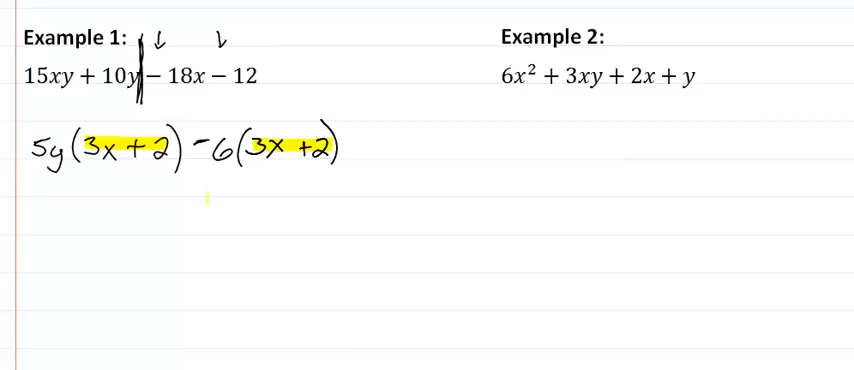 Example 1:
15xy + 10y − 18x − 12
5y(3x+2) -6(3x+2)
Example 2:
6x² + 3xy + 2x + y